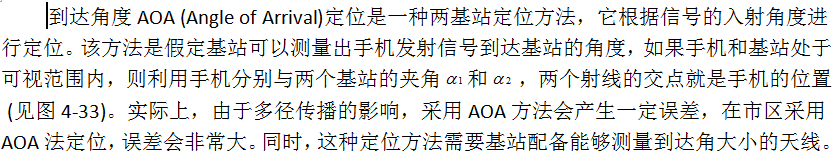 到达角度 AOA (Angle of Arrival)定位是一种两基站定位方法，它根据信号的入射角度进
行定位。该方法是假定基站可以测量出手机发射信号到达基站的角度，如果手机和基站处于
可视范围内，则利用手机分别与两个基站的夹角 α1 和 α2 ，两个射线的交点就是手机的位置
(见图 4-33)。实际上，由于多径传播的影响，采用 AOA 方法会产生一定误差，在市区采用
AOA 法定位，误差会非常大。同时，这种定位方法需要基站配备能够测量到达角大小的天线。